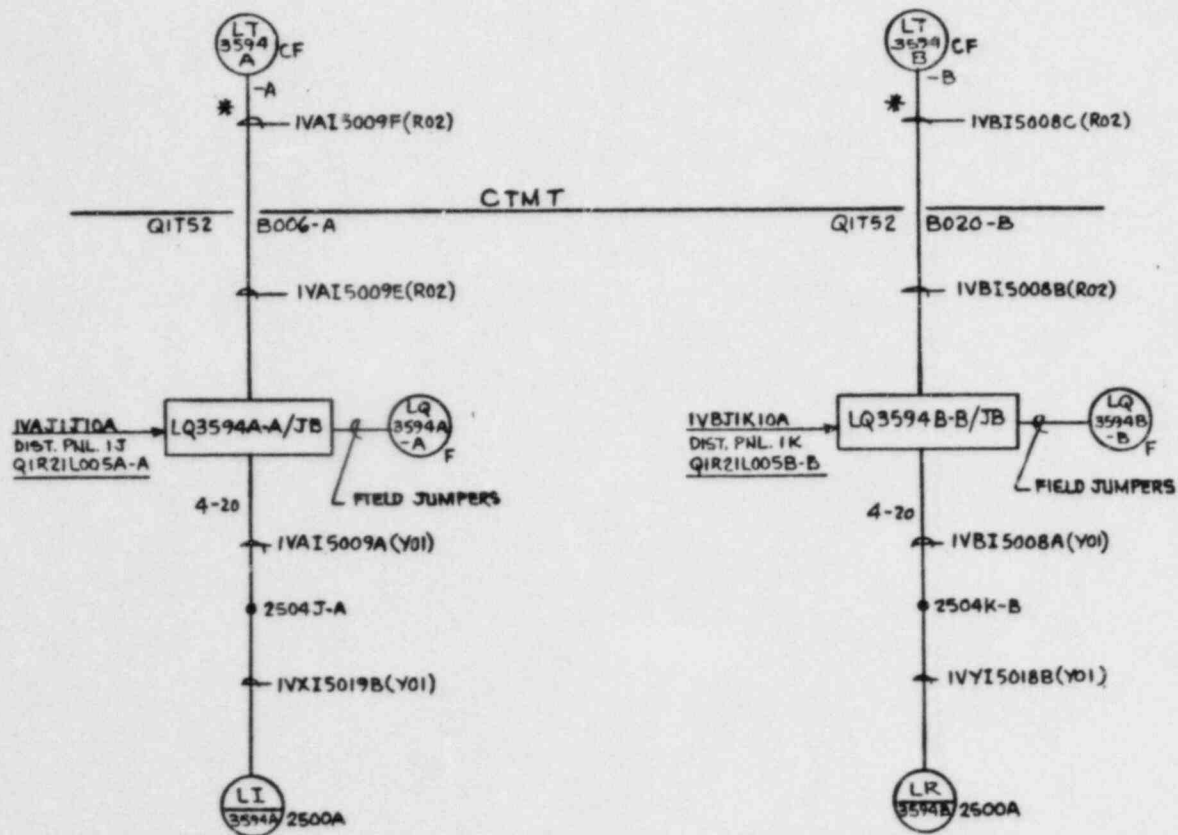 LT
3594
A
CF
-A
*
IVAI5009F(R02)
CTMT
Q1T52
B006-A
IVAI5009E(R02)
IVAJ1J10A
DIST. PNL. 1J
Q1R21L005A-A
LQ3594A-A/JB
LQ
3594A
-A
F
FIELD JUMPERS
4-20
IVAI5009A(Y01)
2504J-A
IVXI5019B(Y01)
LI
3594A
2500A
LT
3594
B
CF
-B
*
IVBI5008C(R02)
Q1T52
B020-B
IVBI5008B(R02)
IVBJ1K10A
DIST. PNL. 1K
Q1R21L005B-B
LQ3594B-B/JB
LQ
3594B
-B
F
FIELD JUMPERS
4-20
IVBI5008A(Y01)
2504K-B
IVYI5018B(Y01)
LR
3594B
2500A